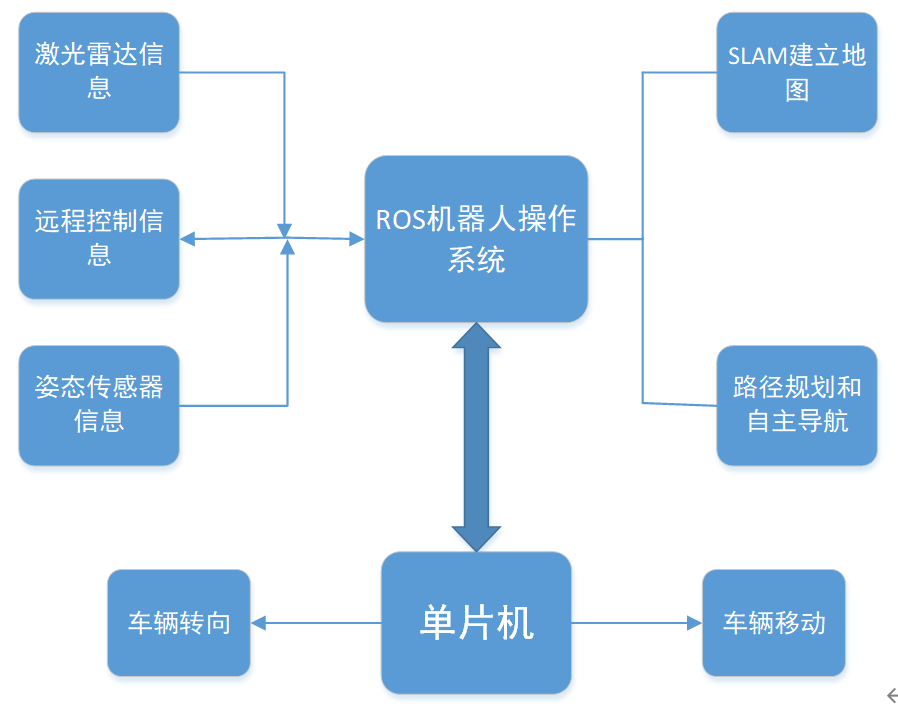 激光雷达信
息
SLAM建立地
图
远程控制信
息
ROS机器人操作
系统
姿态传感器
信息
路径规划和
自主导航
车辆转向
单片机
车辆移动